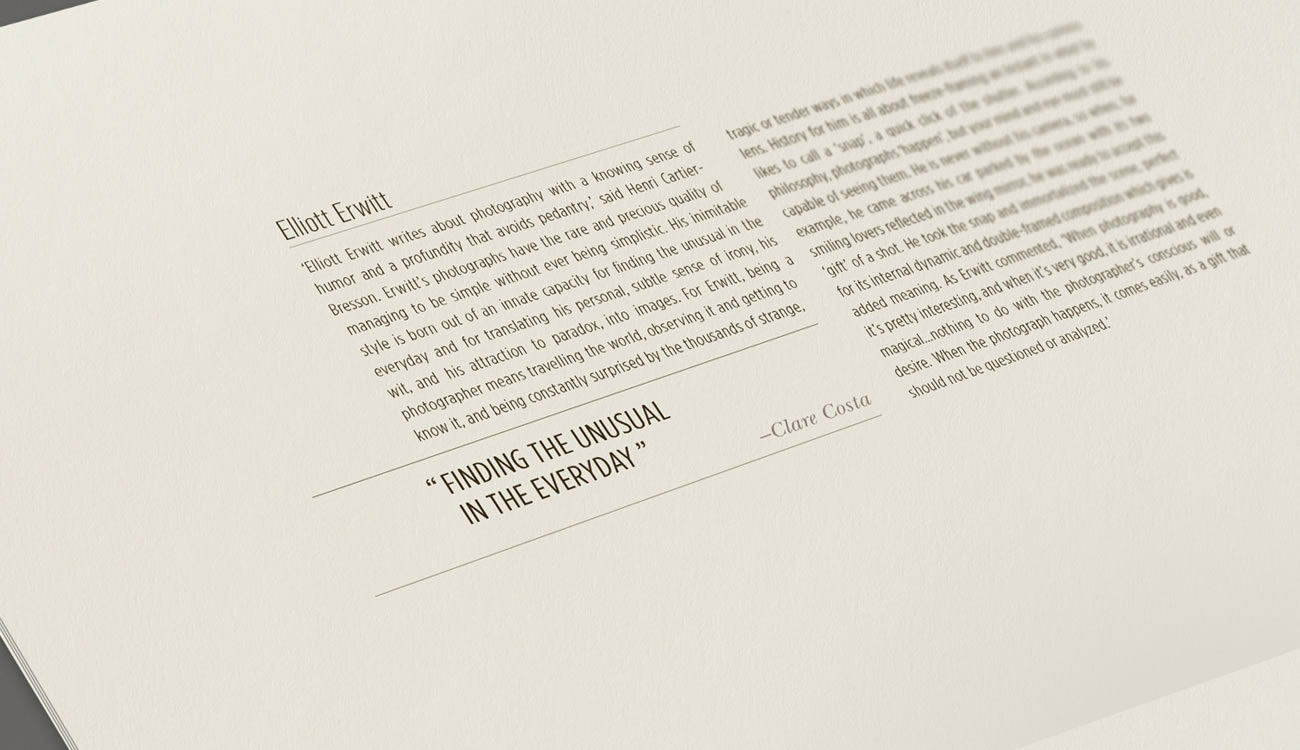 Elliott Erwitt
‘Elliott Erwitt writes about photography with a knowing sense of
humor and a profundity that avoids pedantry,’ said Henri Cartier-
Bresson. Erwitt’s photographs have the rare and precious quality of
managing to be simple without ever being simplistic. His inimitable
style is born out of an innate capacity for finding the unusual in the
everyday and for translating his personal, subtle sense of irony, his
wit, and his attraction to paradox, into images. For Erwitt, being a
photographer means travelling the world, observing it and getting to
know it, and being constantly surprised by the thousands of strange,
“FINDING THE UNUSUAL
IN THE EVERYDAY”
–Clare Costa
tragic or tender ways in which life reveals itself to him and his camera
lens. History for him is all about freeze-framing an instant in what he
likes to call a ‘snap’, a quick click of the shutter. According to his
philosophy, photographs ‘happen’, but your mind and eye must still be
capable of seeing them. He is never without his camera, so when, for
example, he came across his car parked by the ocean with its two
smiling lovers reflected in the wing mirror, he was ready to accept this
‘gift’ of a shot. He took the snap and immortalized the scene, perfect
for its internal dynamic and double-framed composition which gives is
added meaning. As Erwitt commented, ‘When photography is good,
it’s pretty interesting, and when it’s very good, it is irrational and even
magical...nothing to do with the photographer’s conscious will or
desire. When the photograph happens, it comes easily, as a gift that
should not be questioned or analyzed.’